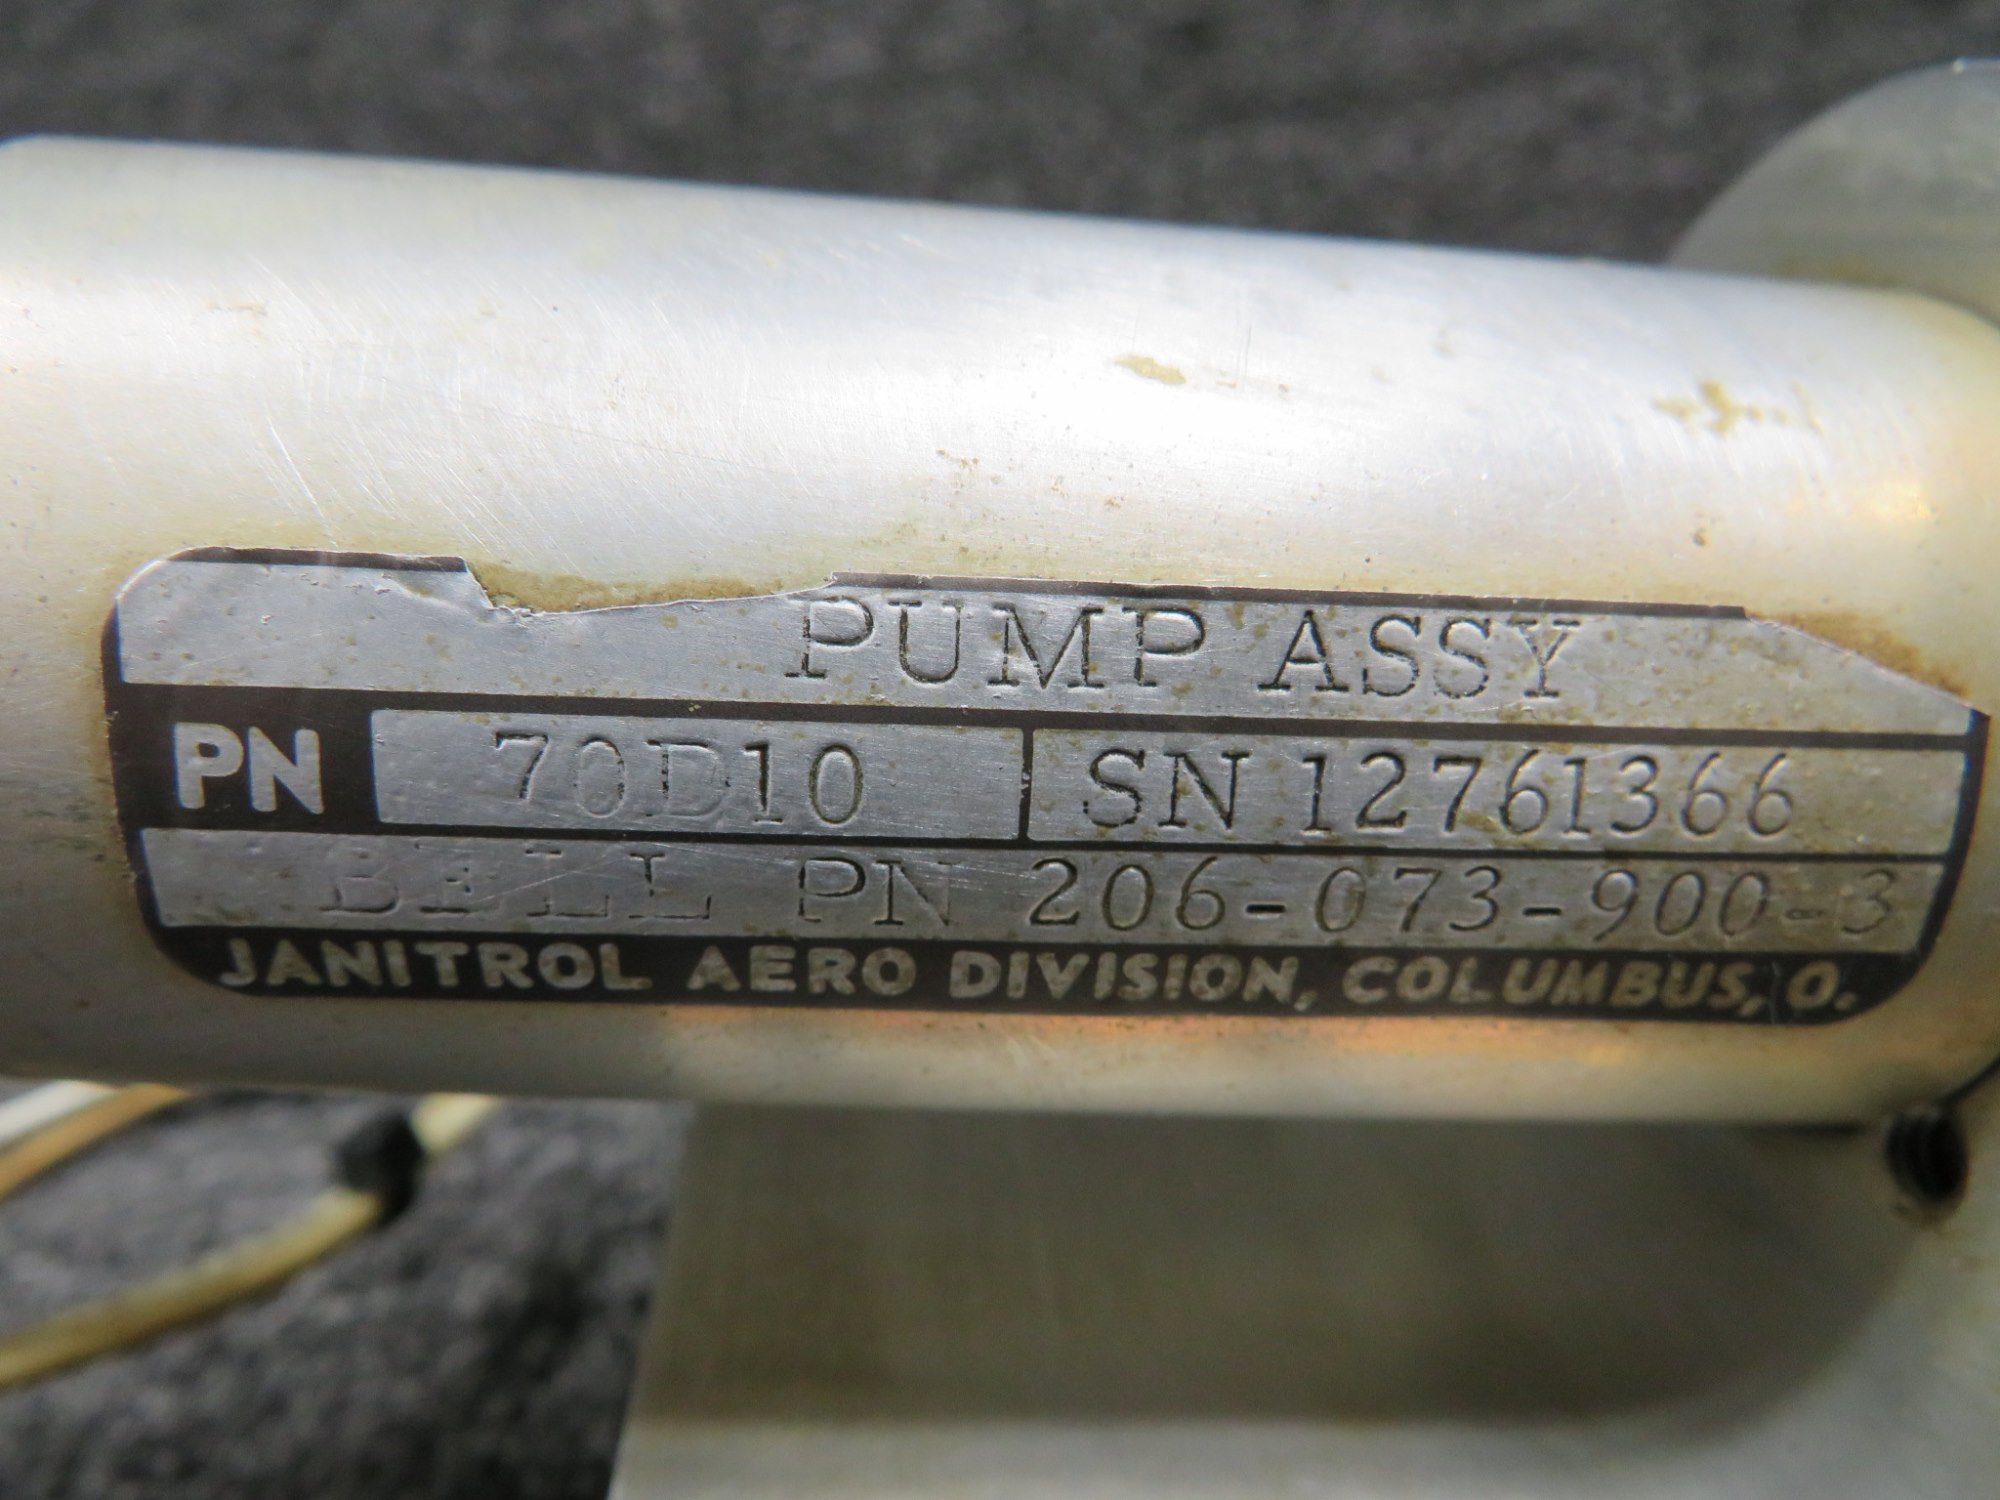 PUMP ASSY
PN 70D10 SN 12761366
BELL PN 206-073-900-3
JANITROL AERO DIVISION, COLUMBUS, O.